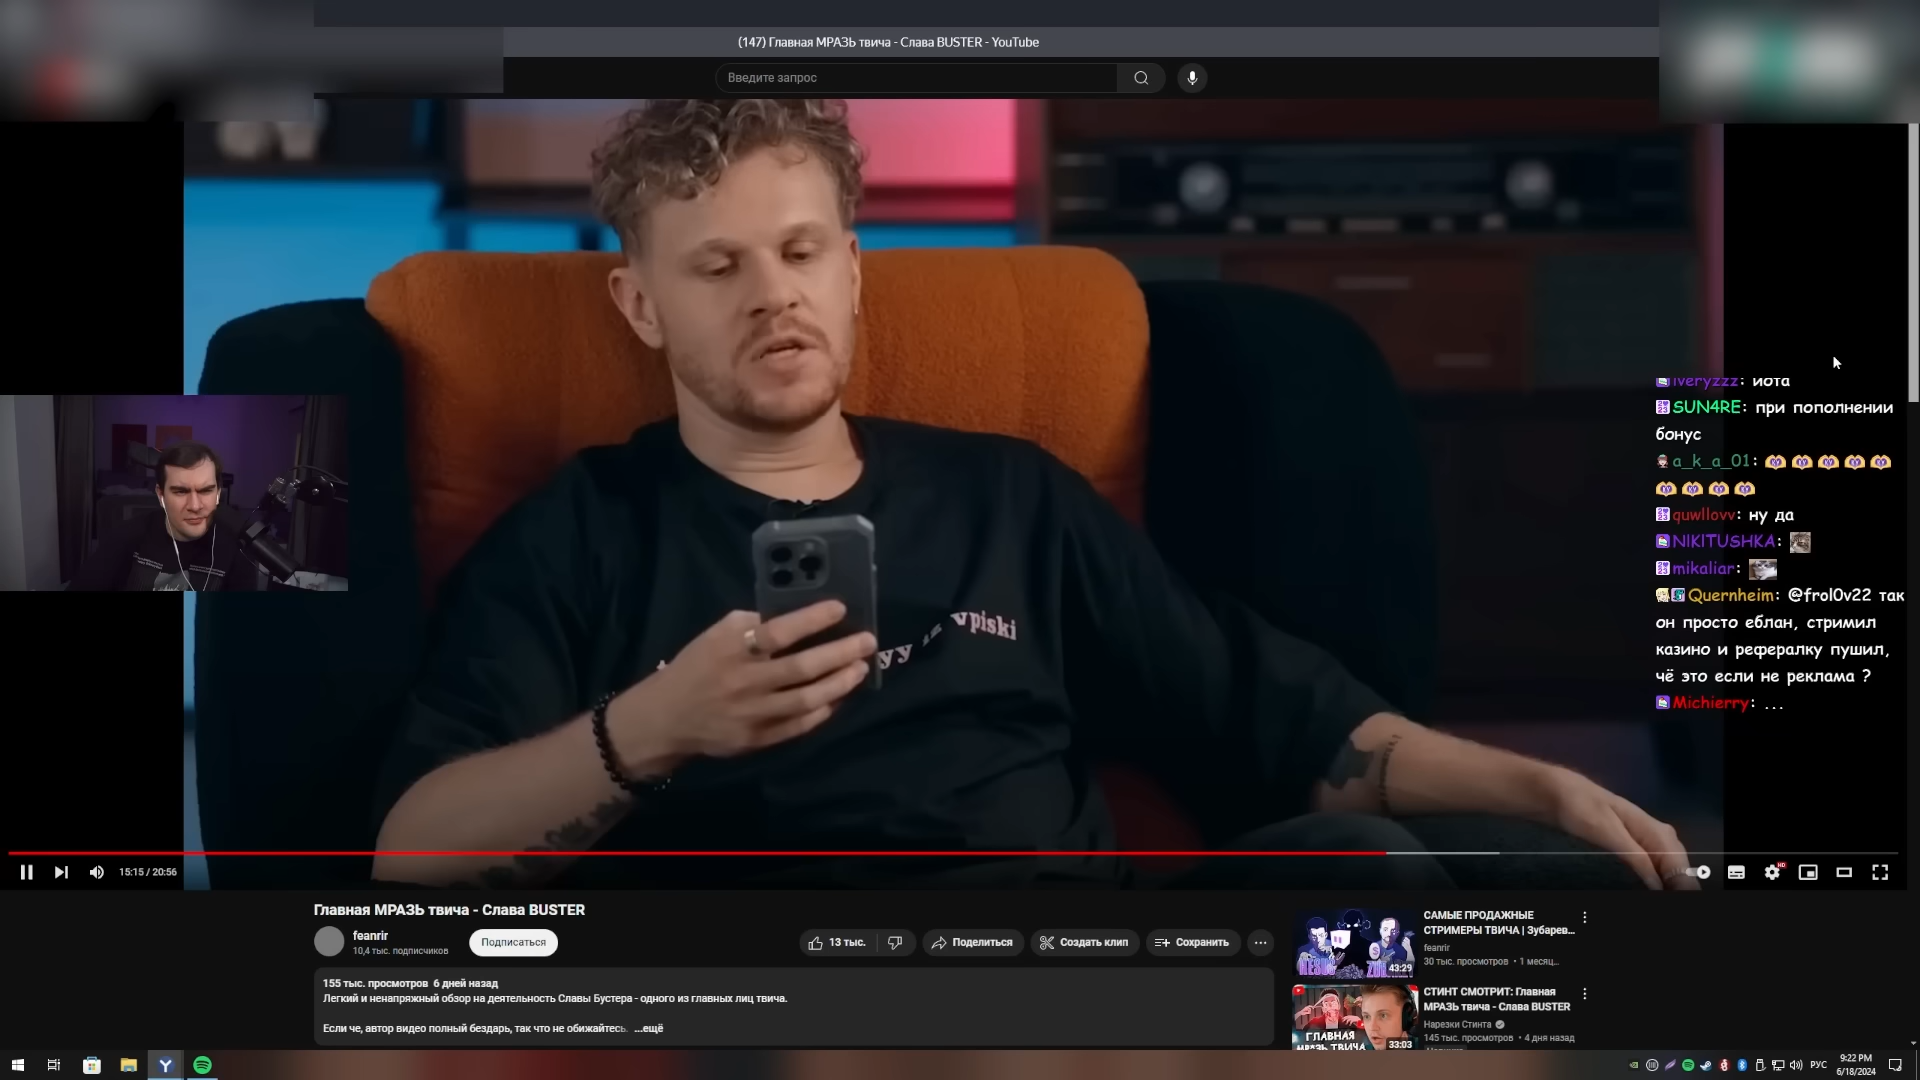 (147) Главная МРАЗЬ твича - Слава BUSTER - YouTube
Введите запрос
iveryzzz: йота
SUN4RE: при пополнении
бонус
a_k_a_01:
quwllovv: ну да
NIKITUSHKA:
mikaliar:
Quernheim: @frol0v22 так
он просто еблан, стримил
казино и рефералку пушил,
чё это если не реклама ?
Michierry: ...
vpiski
15:15 / 20:56
HD
Главная МРАЗЬ твича - Слава BUSTER
feanrir
10,4 тыс. подписчиков
Подписаться
13 тыс.
Поделиться
Создать клип
Сохранить
155 тыс. просмотров 6 дней назад
Легкий и ненапряжный обзор на деятельность Славы Бустера - одного из главных лиц твича.
Если че, автор видео полный бездарь, так что не обижайтесь. ...ещё
43:29
САМЫЕ ПРОДАЖНЫЕ
СТРИМЕРЫ ТВИЧА | Зубарев...
feanrir
30 тыс. просмотров • 1 месяц...
ГЛАВНАЯ
МРАЗЬ ТВИЧА
33:03
СТИНТ СМОТРИТ: Главная
МРАЗЬ твича - Слава BUSTER
Нарезки Стинта
145 тыс. просмотров • 4 дня назад
РУС
9:22 PM
6/18/2024